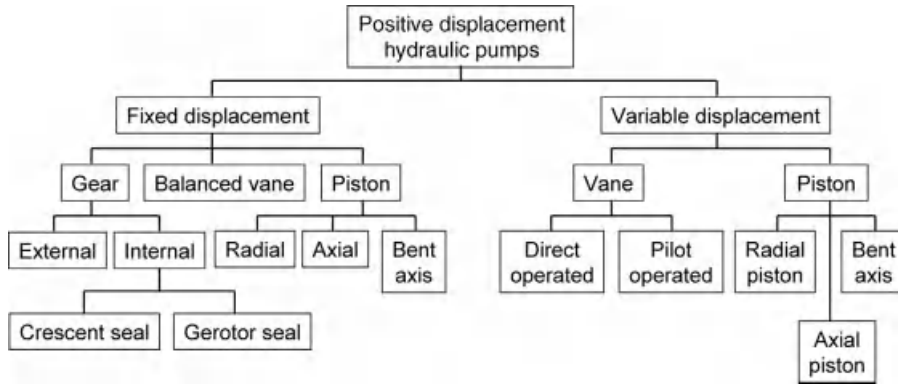 Positive displacement
hydraulic pumps
Fixed displacement
Variable displacement
Gear
Balanced vane
Piston
Vane
Piston
External
Internal
Radial
Axial
Bent
axis
Direct
operated
Pilot
operated
Radial
piston
Bent
axis
Crescent seal
Gerotor seal
Axial
piston